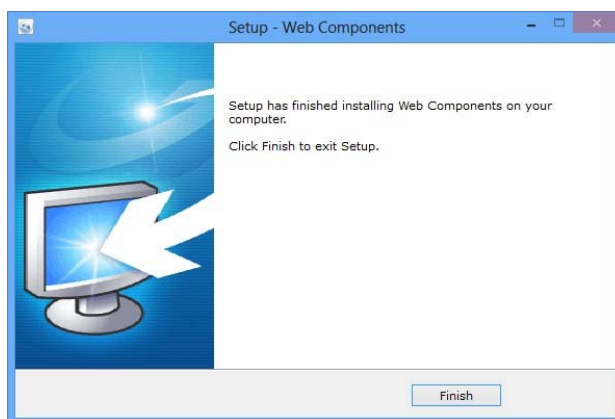 Setup - Web Components
Setup has finished installing Web Components on your
computer.
Click Finish to exit Setup.
Finish